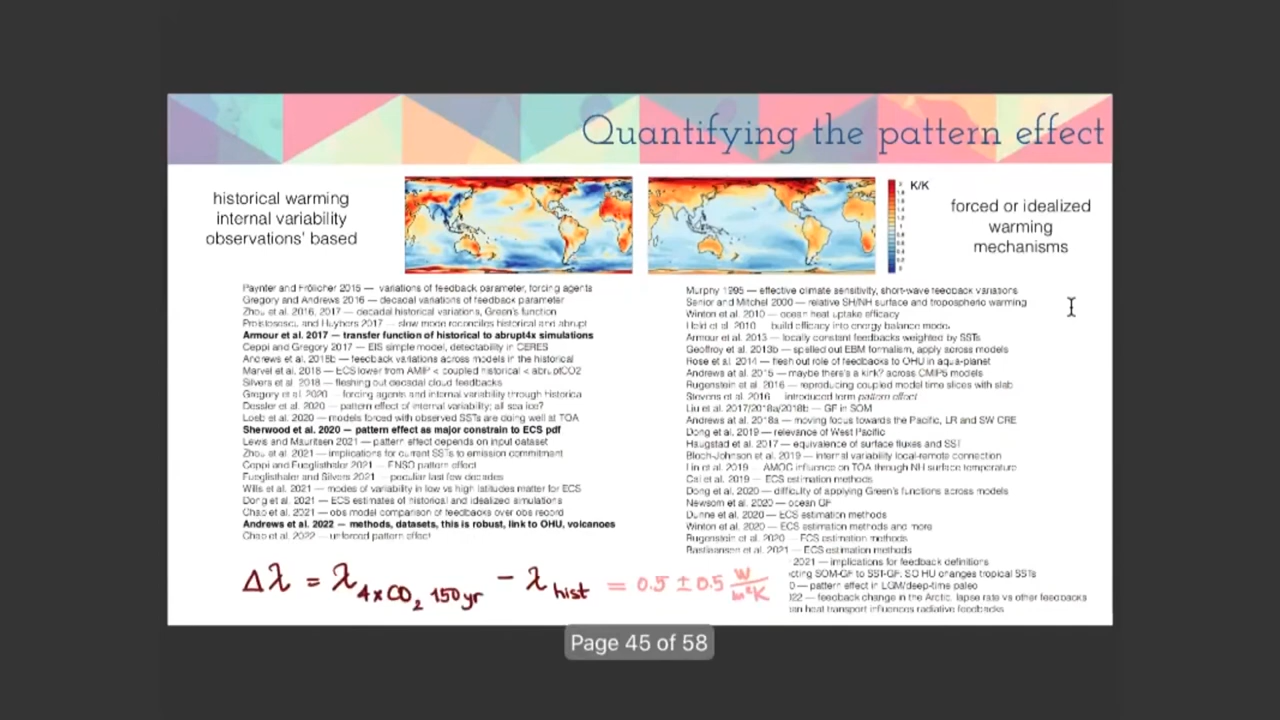 Quantifying the pattern effect
historical warming
internal variability
observations' based
K/K
forced or idealized
warming
mechanisms
Paynter and Frölicher 2015 — variations of feedback parameter, forcing agents
Gregory and Andrews 2016 — decadal variations of feedback parameter
Zhou et al. 2016, 2017 — decadal historical variations, Green's function
Proistosescu and Huybers 2017 — slow mode reconciles historical and abrupt
Armour et al. 2017 — transfer function of historical to abrupt4x simulations
Ceppi and Gregory 2017 — EIS simple model, detectability in CERES
Andrews et al. 2018b — feedback variations across models in the historical
Marvel et al. 2018 — ECS lower from AMIP < coupled historical < abruptCO2
Silvers et al. 2018 — fleshing out decadal cloud feedbacks
Gregory et al. 2020 — forcing agents and internal variability through historica
Dessler et al. 2020 — pattern effect of internal variability; all sea ice?
Loeb et al. 2020 — models forced with observed SSTs are doing well at TOA
Sherwood et al. 2020 — pattern effect as major constrain to ECS pdf
Lewis and Mauritsen 2021 — pattern effect depends on input dataset
Zhou et al. 2021 — implications for current SSTs to emission commitment
Ceppi and Fueglisthaler 2021 — ENSO pattern effect
Fueglisthaler and Silvers 2021 — peculiar last few decades
Wills et al. 2021 — modes of variability in low vs high latitudes matter for ECS
Dong et al. 2021 — ECS estimates of historical and idealized simulations
Chao et al. 2021 — obs model comparison of feedbacks over obs record
Andrews et al. 2022 — methods, datasets, this is robust, link to OHU, volcanoes
Chao et al. 2022 — unforced pattern effect
Murphy 1995 — effective climate sensitivity, short-wave feedback variations
Senior and Mitchel 2000 — relative SH/NH surface and tropospheric warming
Winton et al. 2010 — ocean heat uptake efficacy
Held et al. 2010 — build efficacy into energy balance models
Armour et al. 2013 — locally constant feedbacks weighted by SSTs
Geoffroy et al. 2013b — spelled out EBM formalism, apply across models
Rose et al. 2014 — flesh out role of feedbacks to OHU in aqua-planet
Andrews et al. 2015 — maybe there's a kink? across CMIP5 models
Rugenstein et al. 2016 — reproducing coupled model time slices with slab
Stevens et al. 2016 — introduced term pattern effect
Liu et al. 2017/2018a/2018b — GF in SOM
Andrews at al. 2018a — moving focus towards the Pacific, LR and SW CRE
Dong et al. 2019 — relevance of West Pacific
Haugstad et al. 2017 — equivalence of surface fluxes and SST
Bloch-Johnson et al. 2019 — internal variability local-remote connection
Lin et al. 2019 — AMOC influence on TOA through NH surface temperature
Cai et al. 2019 — ECS estimation methods
Dong et al. 2020 — difficulty of applying Green's functions across models
Newsom et al. 2020 — ocean GF
Dunne et al. 2020 — ECS estimation methods
Winton et al. 2020 — ECS estimation methods and more
Rugenstein et al. 2020 — ECS estimation methods
Bastiaansen et al. 2021 — ECS estimation methods
2021 — implications for feedback definitions
cting SOM-GF to SST-GF; SO HU changes tropical SSTs
0 — pattern effect in LGM/deep-time paleo
022 — feedback change in the Arctic, lapse rate vs other feedbacks
an heat transport influences radiative feedbacks
Δλ = λ 4xCO₂ 150yr − λ hist = 0.5 ± 0.5 W/m²K
Page 45 of 58